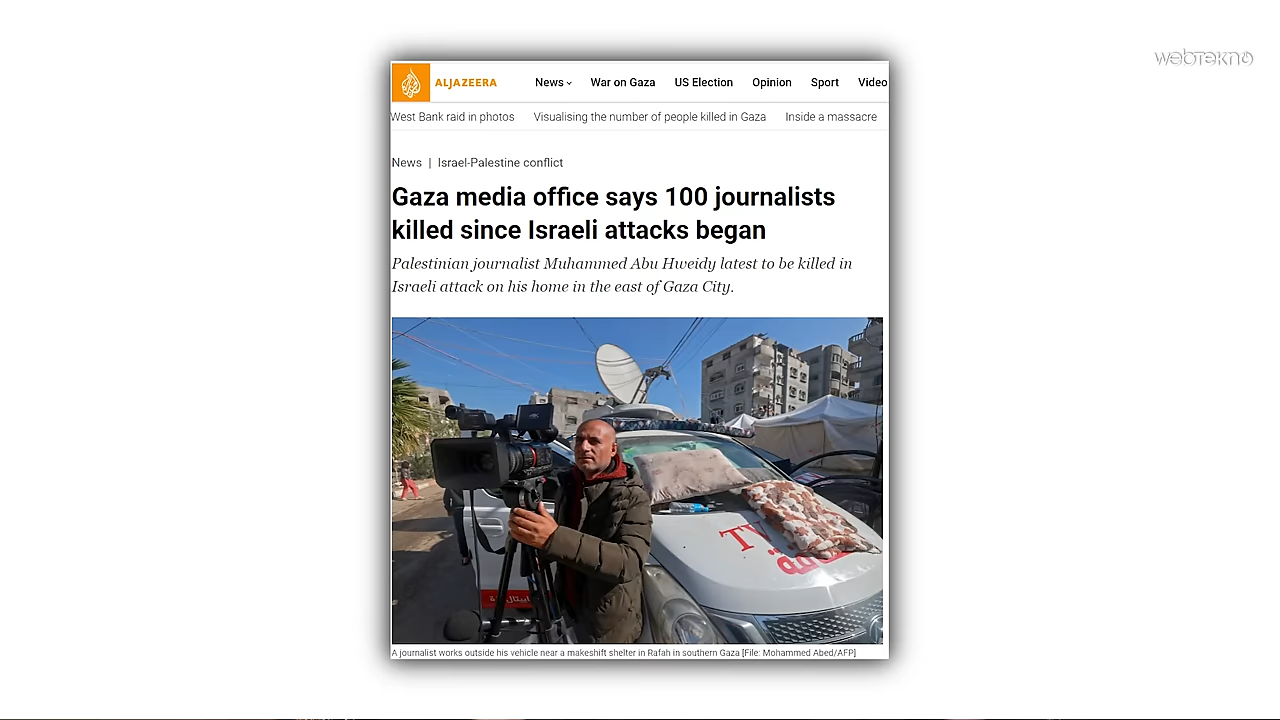 webtekno
ALJAZEERA
News War on Gaza US Election Opinion Sport Video
West Bank raid in photos Visualising the number of people killed in Gaza Inside a massacre
News | Israel-Palestine conflict
Gaza media office says 100 journalists
killed since Israeli attacks began
Palestinian journalist Muhammed Abu Hweidy latest to be killed in
Israeli attack on his home in the east of Gaza City.
TV
A journalist works outside his vehicle near a makeshift shelter in Rafah in southern Gaza [File: Mohammed Abed/AFP]